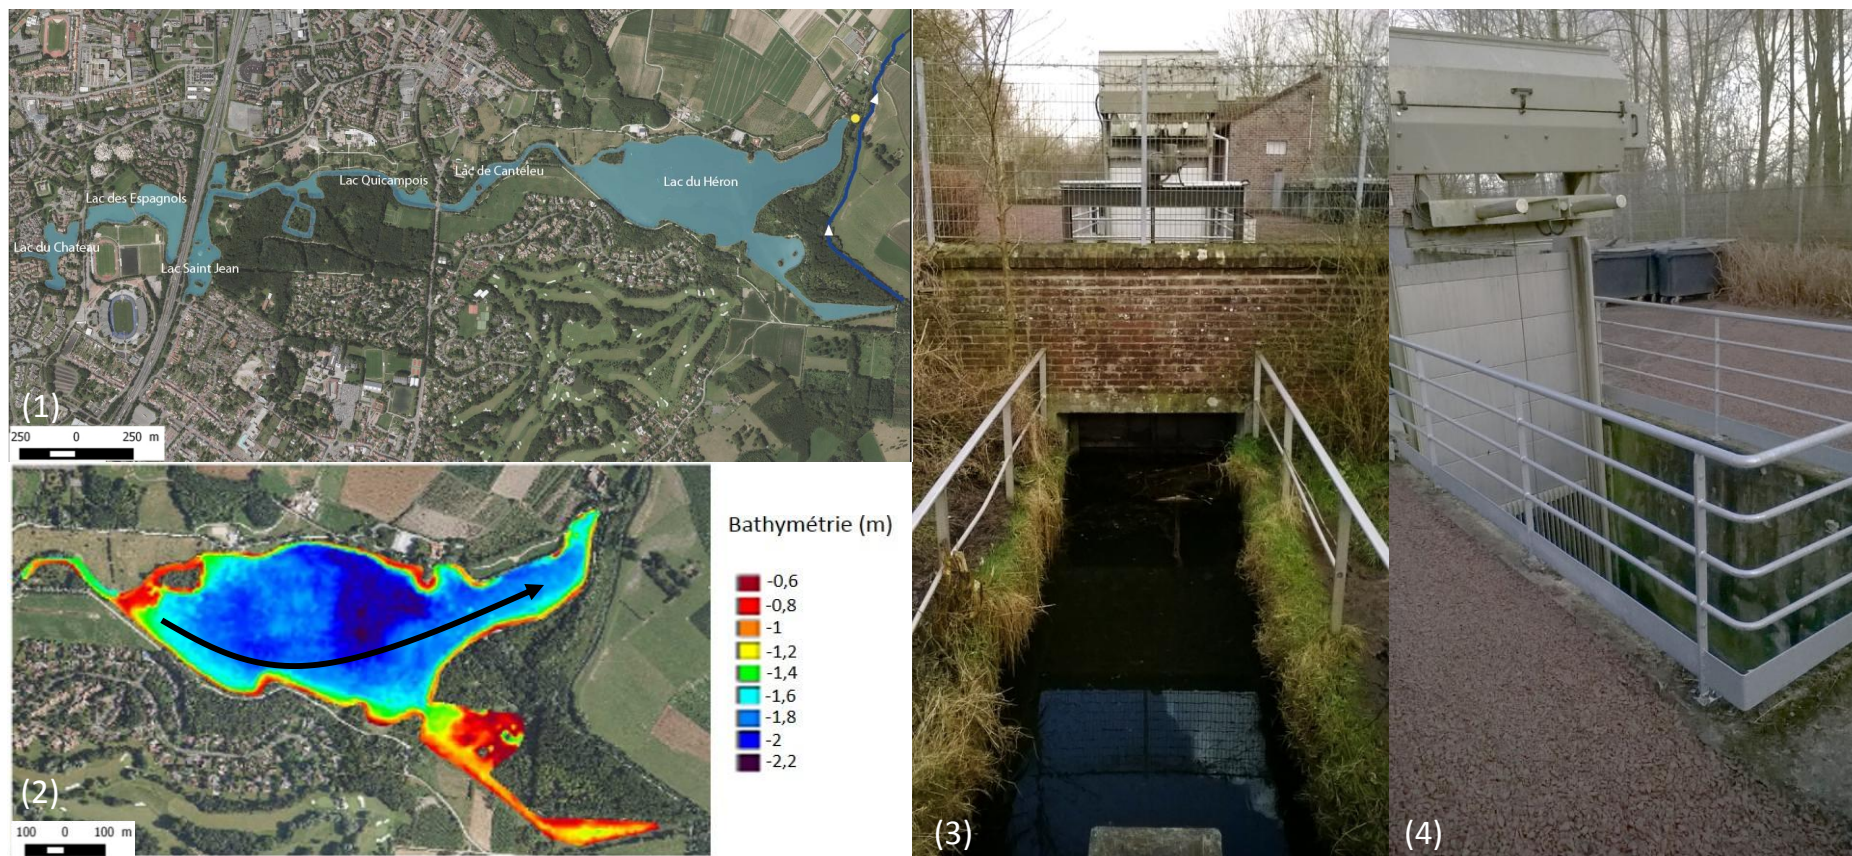 Lac du Chateau
Lac des Espagnols
Lac Saint Jean
Lac Quicampois
Lac de Canteleu
Lac du Héron
(1)
250 0 250 m
Bathymétrie (m)
-0,6
-0,8
-1
-1,2
-1,4
-1,6
-1,8
-2
-2,2
(2)
100 0 100 m
(3)
(4)